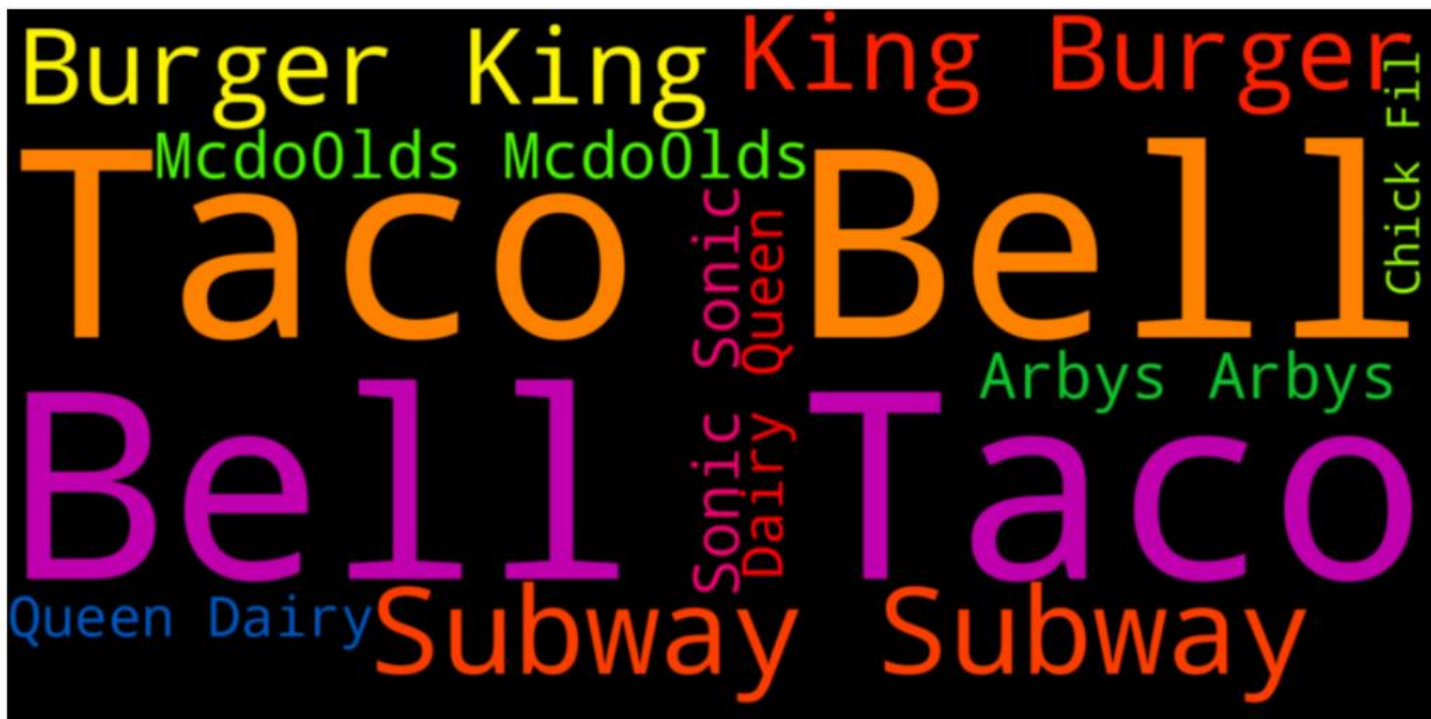 Burger King
King Burger
Chick Fil
McdoOlds McdoOlds
Taco Bell
Sonic Sonic
Dairy Queen
Arbys Arbys
Bell Taco
Queen Dairy
Subway Subway